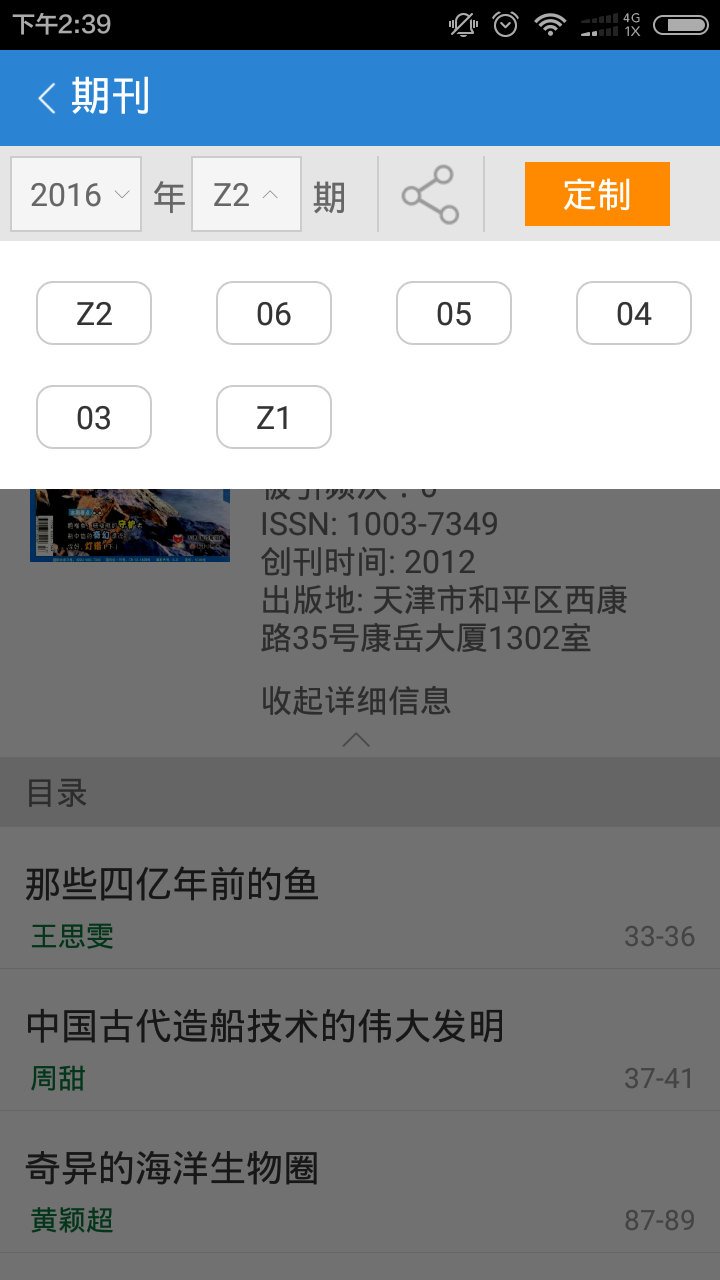 下午2:39
4G
1X
期刊
2016 年 Z2 期 定制
Z2 06 05 04
03 Z1
ISSN: 1003-7349
创刊时间: 2012
出版地: 天津市和平区西康
路35号康岳大厦1302室
收起详细信息
目录
那些四亿年前的鱼
王思雯 33-36
中国古代造船技术的伟大发明
周甜 37-41
奇异的海洋生物圈
黄颖超 87-89